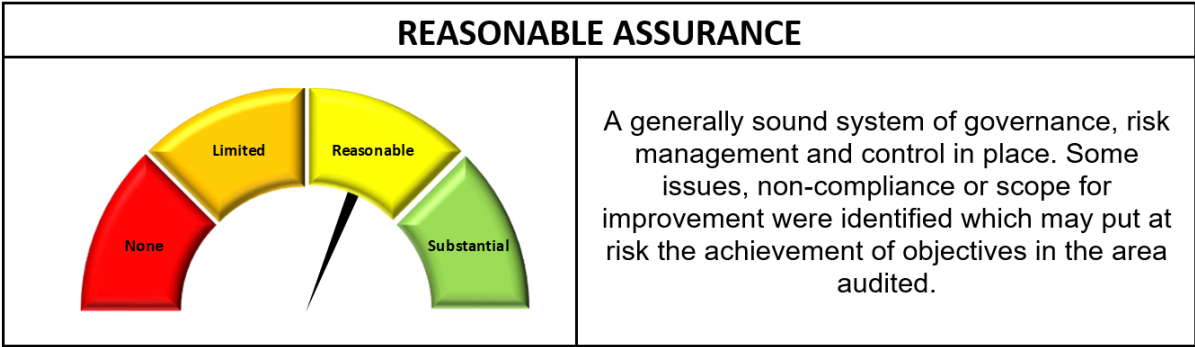 REASONABLE ASSURANCE
Limited
Reasonable
None
Substantial
A generally sound system of governance, risk
management and control in place. Some
issues, non-compliance or scope for
improvement were identified which may put at
risk the achievement of objectives in the area
audited.